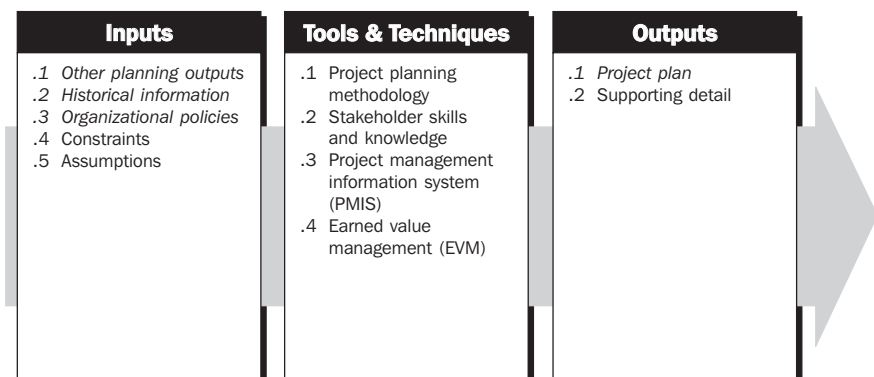 Inputs
.1 Other planning outputs
.2 Historical information
.3 Organizational policies
.4 Constraints
.5 Assumptions
Tools & Techniques
.1 Project planning
methodology
.2 Stakeholder skills
and knowledge
.3 Project management
information system
(PMIS)
.4 Earned value
management (EVM)
Outputs
.1 Project plan
.2 Supporting detail